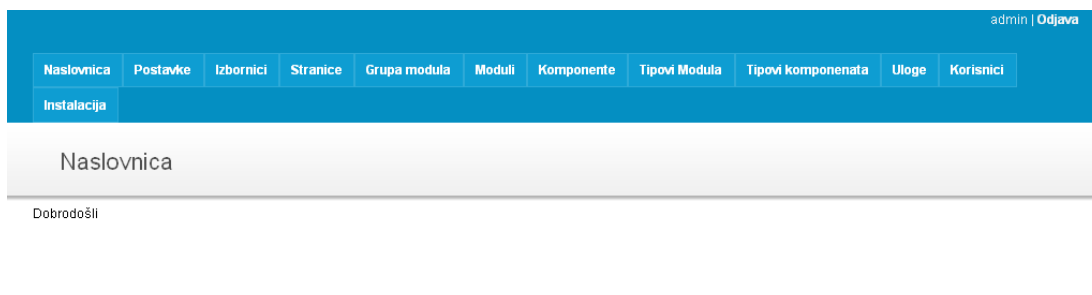 admin | Odjava
Naslovnica Postavke Izbornici Stranice Grupa modula Moduli Komponente Tipovi Modula Tipovi komponenata Uloge Korisnici
Instalacija
Naslovnica
Dobrodošli